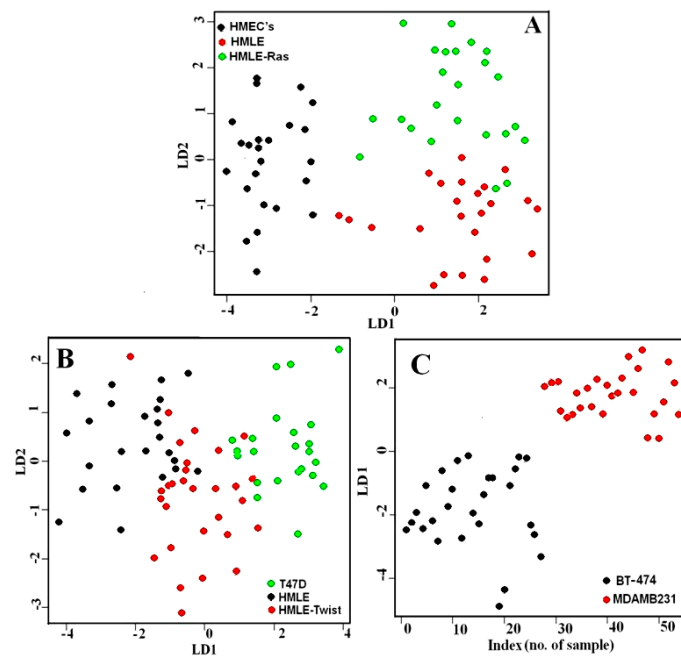 A
HMEC's
HMLE
HMLE-Ras
3
2
1
0
-1
-2
LD2
-4
-2
0
2
LD1
B
2
1
0
-1
-2
-3
LD2
T47D
HMLE
HMLE-Twist
-4
-2
0
2
4
LD1
C
2
0
-2
-4
LD1
BT-474
MDAMB231
0
10
20
30
40
50
Index (no. of sample)